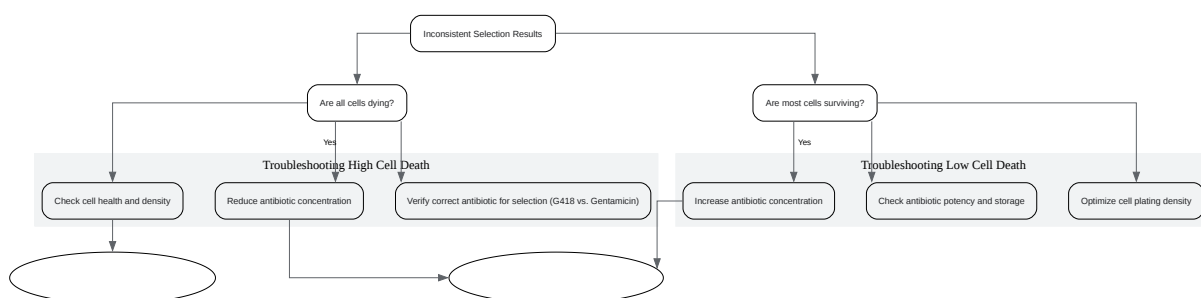 Inconsistent Selection Results
Are all cells dying?
Are most cells surviving?
Yes
Yes
Troubleshooting High Cell Death
Troubleshooting Low Cell Death
Check cell health and density
Reduce antibiotic concentration
Verify correct antibiotic for selection (G418 vs. Gentamicin)
Increase antibiotic concentration
Check antibiotic potency and storage
Optimize cell plating density